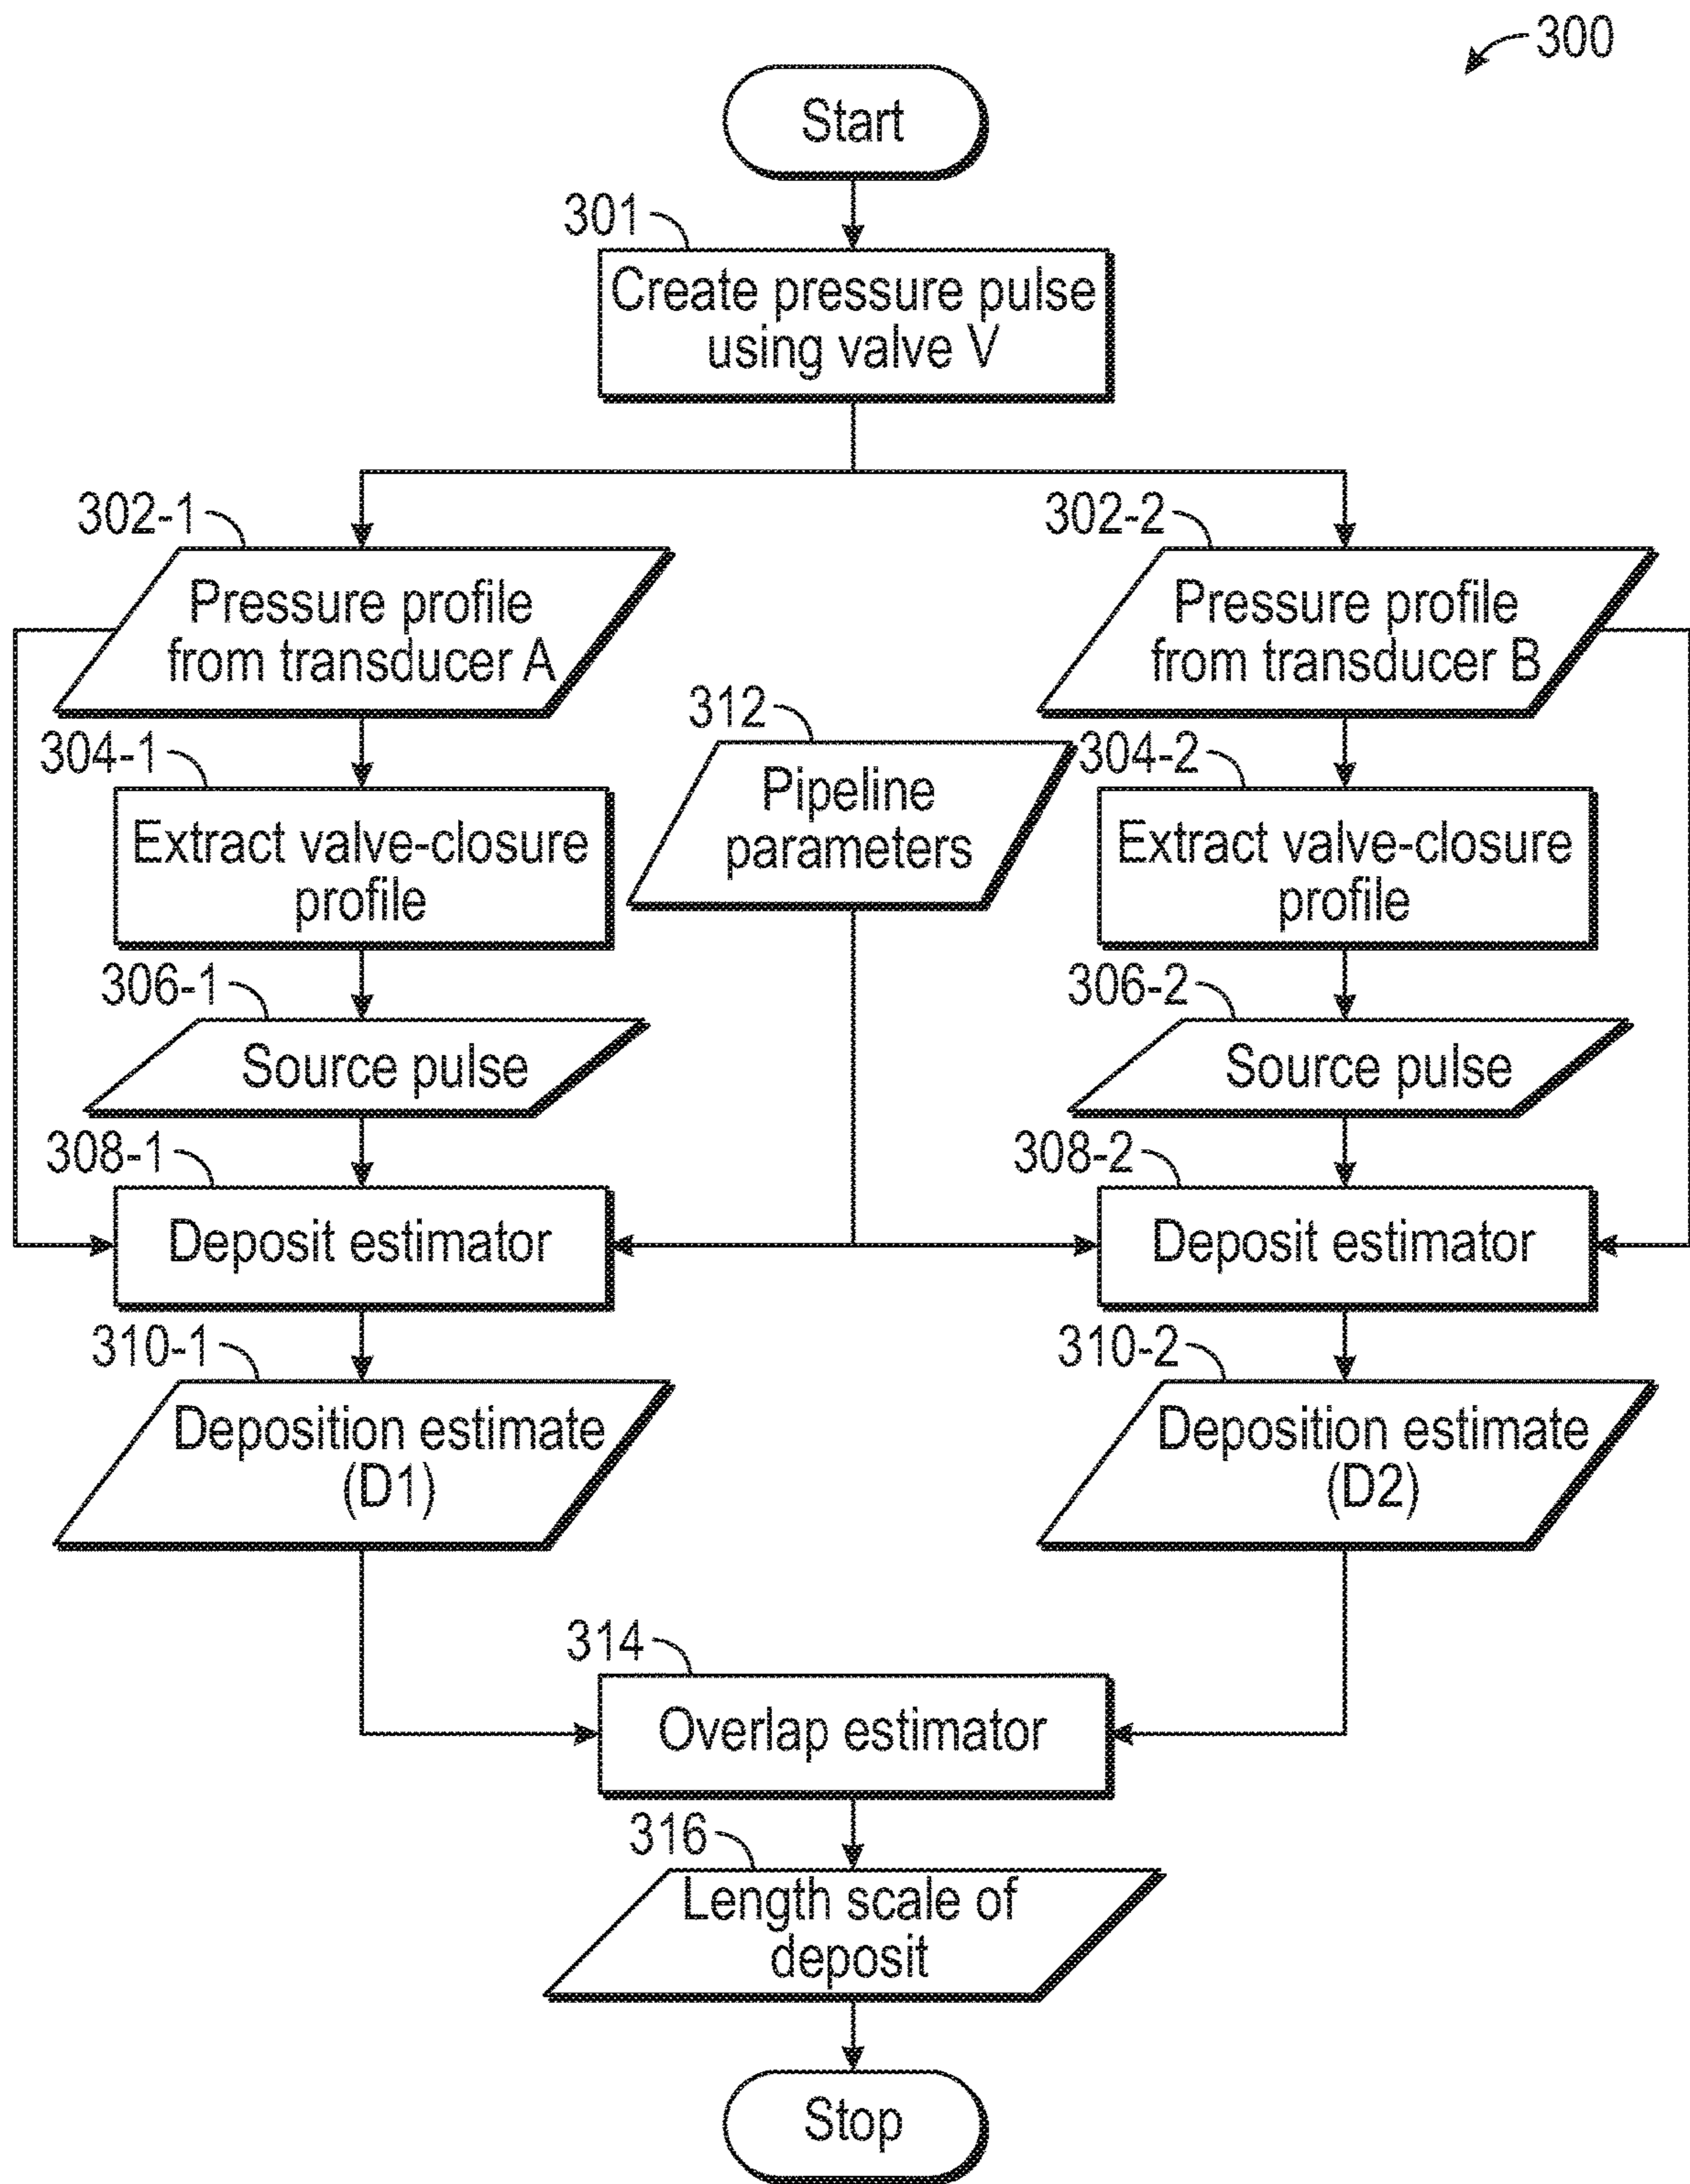 300
Start
301
Create pressure pulse
using valve V
302-1
Pressure profile
from transducer A
302-2
Pressure profile
from transducer B
312
Pipeline
parameters
304-1
Extract valve-closure
profile
304-2
Extract valve-closure
profile
306-1
Source pulse
306-2
Source pulse
308-1
Deposit estimator
308-2
Deposit estimator
310-1
Deposition estimate
(D1)
310-2
Deposition estimate
(D2)
314
Overlap estimator
316
Length scale of
deposit
Stop